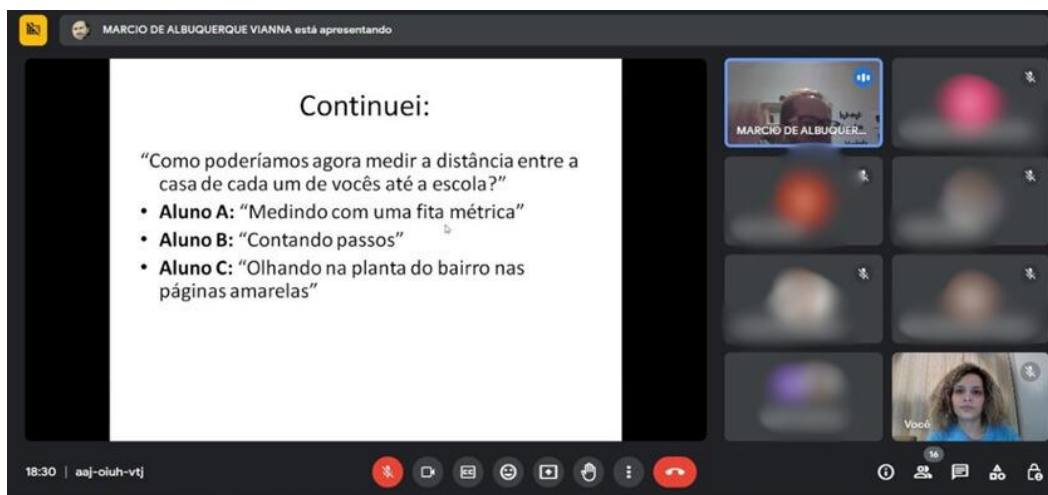 MARCIO DE ALBUQUERQUE VIANNA está apresentando
Continuei:
“Como poderíamos agora medir a distância entre a
casa de cada um de vocês até a escola?”
• Aluno A: “Medindo com uma fita métrica”
• Aluno B: “Contando passos”
• Aluno C: “Olhando na planta do bairro nas
páginas amarelas”
MARCIO DE ALBUQUER...
Você
18:30 | aaj-oiuh-vtj
16